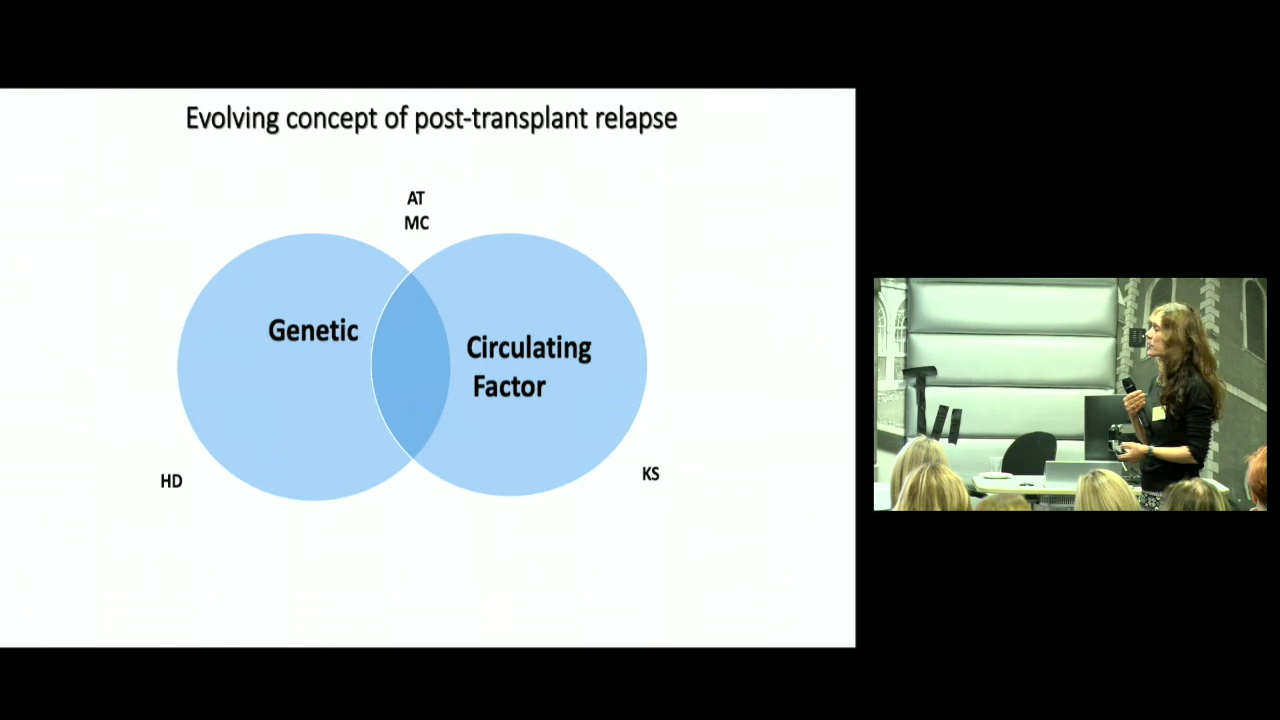 Evolving concept of post-transplant relapse
AT
MC
Genetic
Circulating
Factor
HD
KS